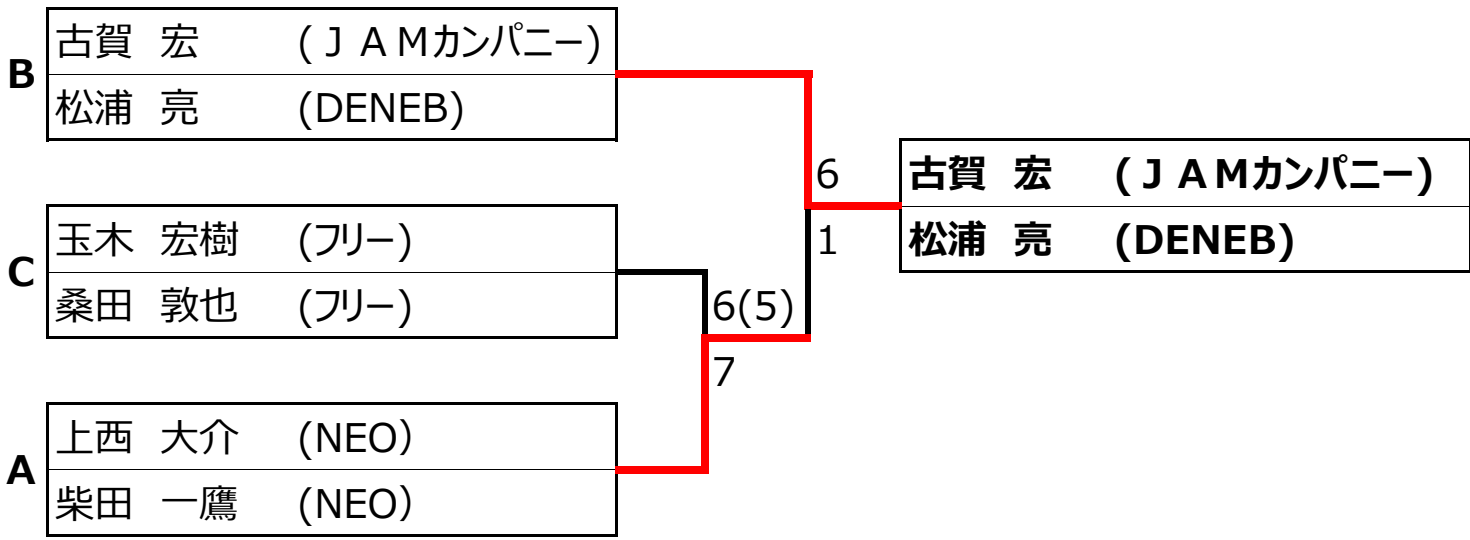 B
古賀 宏 (ＪＡＭカンパニー)
松浦 亮 (DENEB)
C
玉木 宏樹 (フリー)
桑田 敦也 (フリー)
A
上西 大介 (NEO）
柴田 一鷹 (NEO）
6(5)
7
6
1
古賀 宏 (ＪＡＭカンパニー)
松浦 亮 (DENEB)